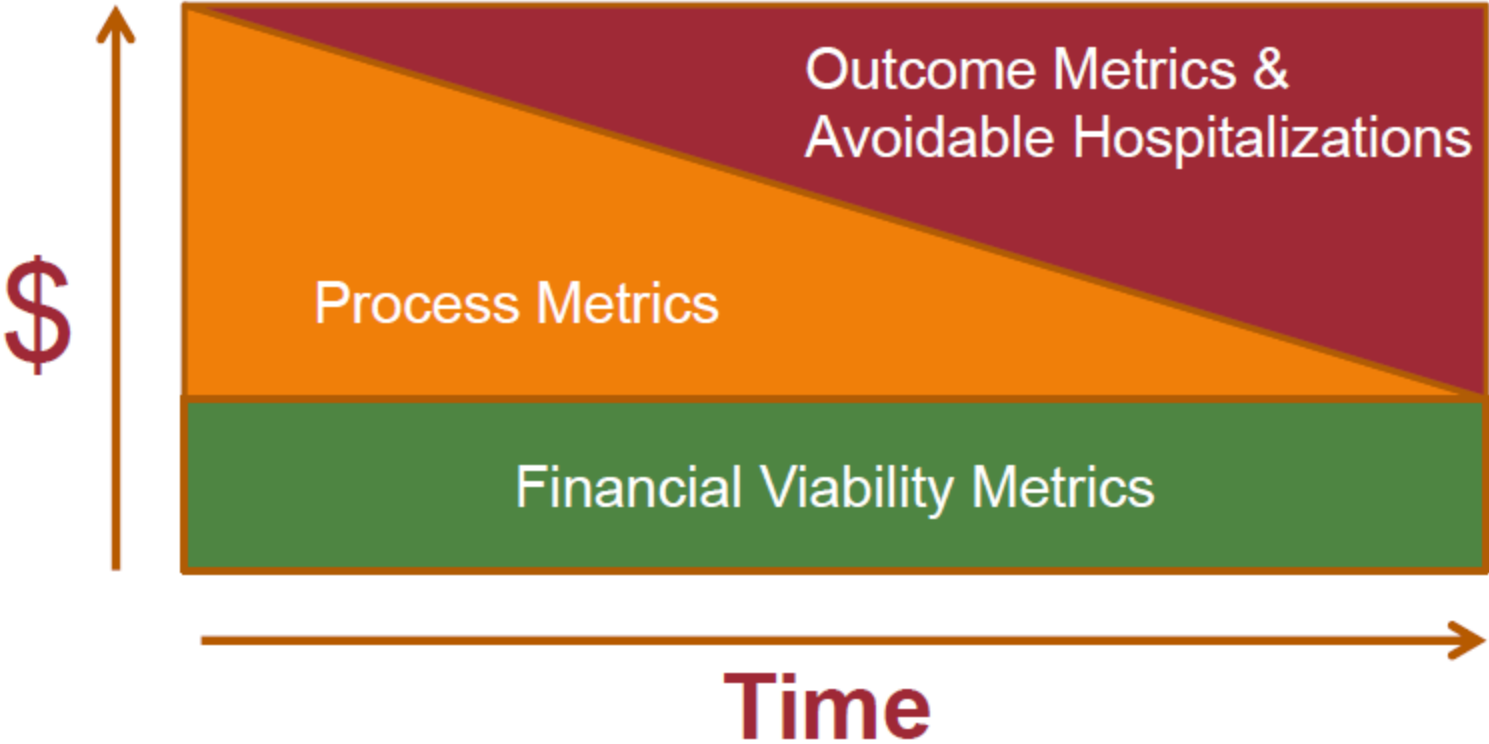 Outcome Metrics &
Avoidable Hospitalizations
$
Process Metrics
Financial Viability Metrics
Time